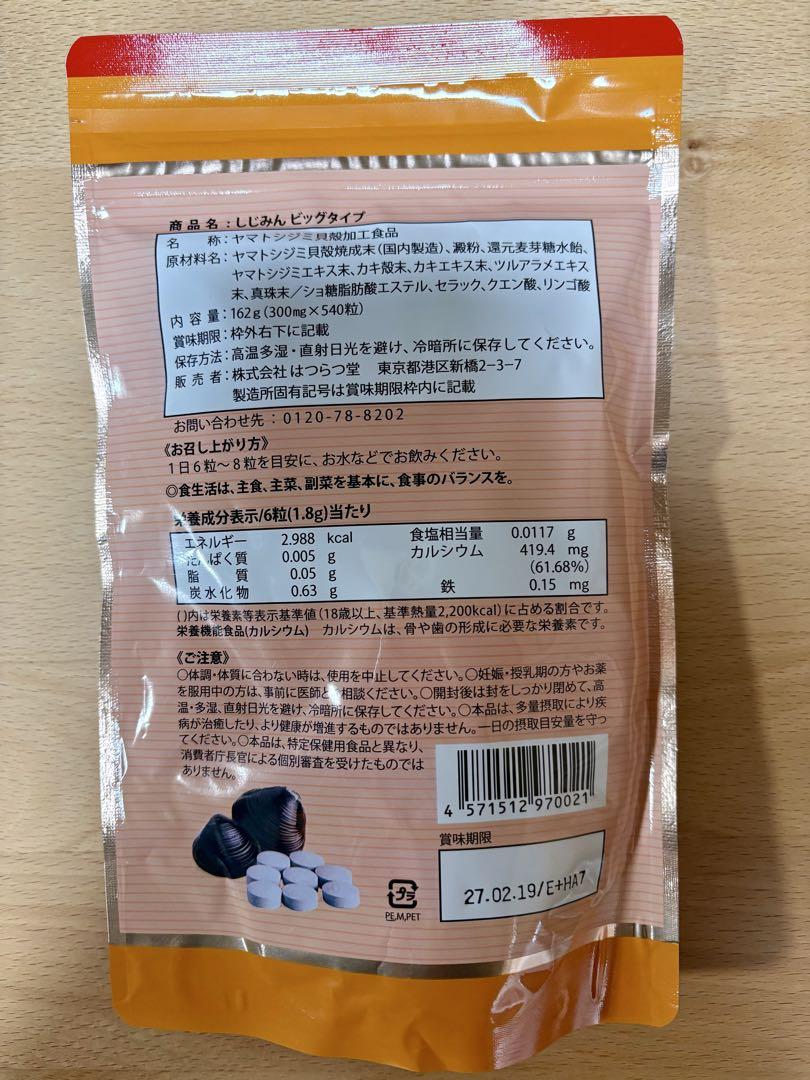 商品名：しじみん ビッグタイプ
名　　称：ヤマトシジミ貝殻加工食品
原材料名：ヤマトシジミ貝殻焼成末（国内製造）、澱粉、還元麦芽糖水飴、
ヤマトシジミエキス末、カキ殻末、カキエキス末、ツルアラメエキス
末、真珠末／ショ糖脂肪酸エステル、セラック、クエン酸、リンゴ酸
内容量：162g（300mg×540粒）
賞味期限：枠外右下に記載
保存方法：高温多湿・直射日光を避け、冷暗所に保存してください。
販売者：株式会社 はつらつ堂　東京都港区新橋2−3−7
製造所固有記号は賞味期限枠内に記載
お問い合わせ先：0120-78-8202
《お召し上がり方》
1日6粒〜8粒を目安に、お水などでお飲みください。
◎食生活は、主食、主菜、副菜を基本に、食事のバランスを。
栄養成分表示/6粒(1.8g)当たり
エネルギー　2.988 kcal　食塩相当量　0.0117 g
たんぱく質　0.005 g　カルシウム　419.4 mg
脂　　質　0.05 g　(61.68%)
炭水化物　0.63 g　鉄　0.15 mg
( )内は栄養素等表示基準値（18歳以上、基準熱量2,200kcal）に占める割合です。
栄養機能食品(カルシウム)　カルシウムは、骨や歯の形成に必要な栄養素です。
《ご注意》
○体調・体質に合わない時は、使用を中止してください。○妊娠・授乳期の方やお薬
を服用中の方は、事前に医師とご相談ください。○開封後は封をしっかり閉めて、高
温・多湿、直射日光を避け、冷暗所に保存してください。○本品は、多量摂取により疾
病が治癒したり、より健康が増進するものではありません。一日の摂取目安量を守っ
てください。○本品は、特定保健用食品と異なり、
消費者庁長官による個別審査を受けたものでは
ありません。
4 571512 970021
賞味期限
27.02.19/E+HA7
プラ
PE,M,PET